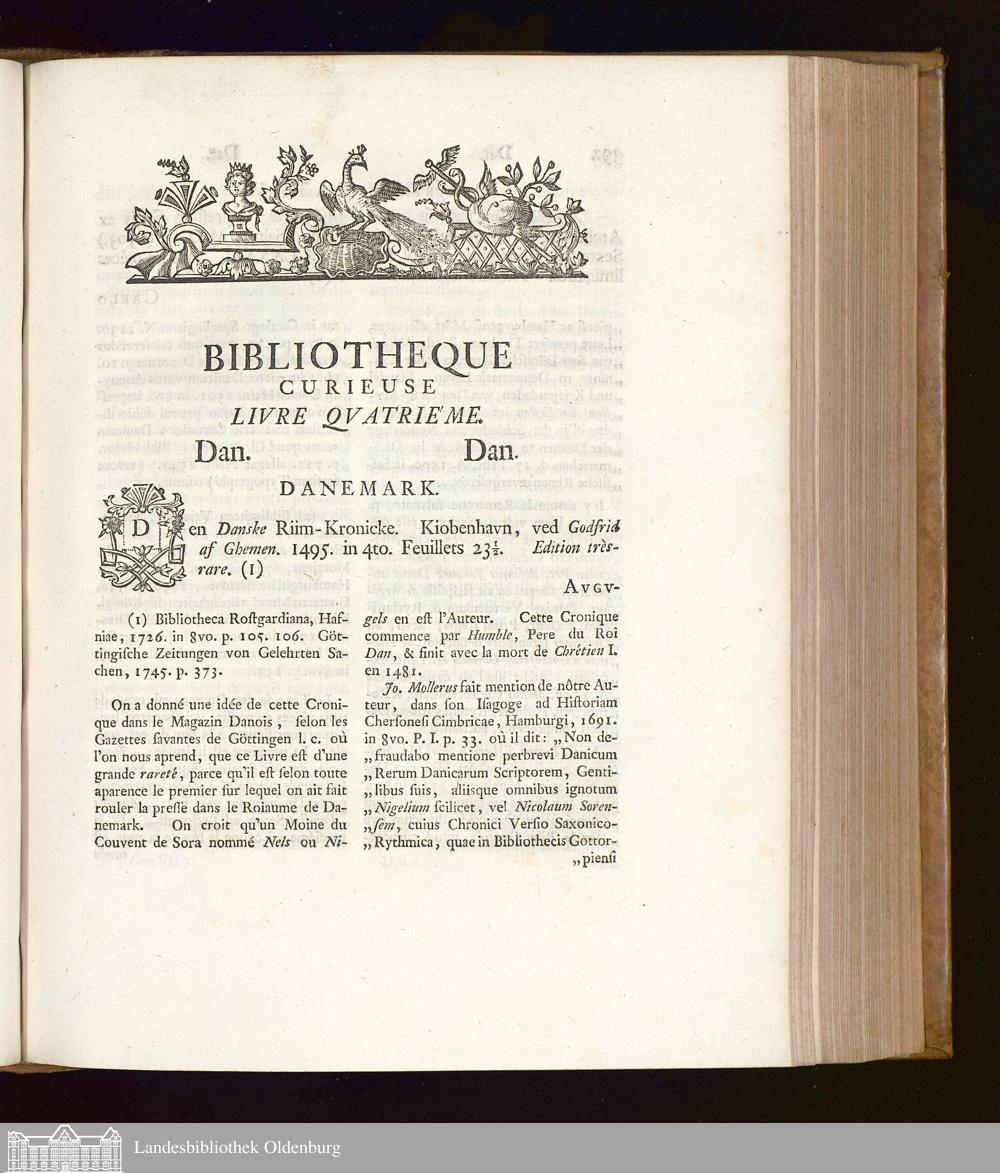 BIBLIOTHEQUE
CURIEUSE
LIVRE QVATRIE'ME.
Dan. Dan.
DANEMARK.
Den Danske Riim-Kronicke. Kiobenhavn, ved Godfrid
af Ghemen. 1495. in 4to. Feuillets 23½. Edition très-
rare. (1)
AVGV-
(1) Bibliotheca Roſtgardiana, Haf-
niae, 1726. in 8vo. p. 105. 106. Göt-
tingiſche Zeitungen von Gelehrten Sa-
chen, 1745. p. 373.
On a donné une idée de cette Croni-
que dans le Magazin Danois, ſelon les
Gazettes ſavantes de Göttingen l. c. où
l'on nous aprend, que ce Livre eſt d'une
grande rareté, parce qu'il eſt ſelon toute
aparence le premier ſur lequel on ait fait
rouler la preſſe dans le Roiaume de Da-
nemark. On croit qu'un Moine du
Couvent de Sora nommé Nels ou Ni-
gels en eſt l'Auteur. Cette Cronique
commence par Humble, Pere du Roi
Dan, & finit avec la mort de Chrétien I.
en 1481.
Jo. Mollerus fait mention de nôtre Au-
teur, dans ſon Iſagoge ad Hiſtoriam
Cherſoneſi Cimbricae, Hamburgi, 1691.
in 8vo. P. I. p. 33. où il dit: „Non de-
„fraudabo mentione perbrevi Danicum
„Rerum Danicarum Scriptorem, Genti-
„libus ſuis, aliisque omnibus ignotum
„Nigelium ſcilicet, vel Nicolaum Soren-
„ſem, cuius Chronici Verſio Saxonico-
„Rythmica, quae in Bibliothecis Gottor-
„pienſi
Landesbibliothek Oldenburg